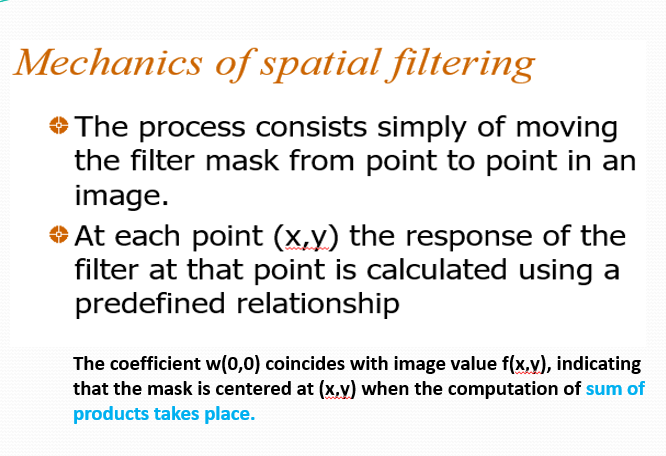 Mechanics of spatial filtering
The process consists simply of moving
the filter mask from point to point in an
image.
At each point (x,y) the response of the
filter at that point is calculated using a
predefined relationship
The coefficient w(0,0) coincides with image value f(x,y), indicating
that the mask is centered at (x,y) when the computation of sum of
products takes place.